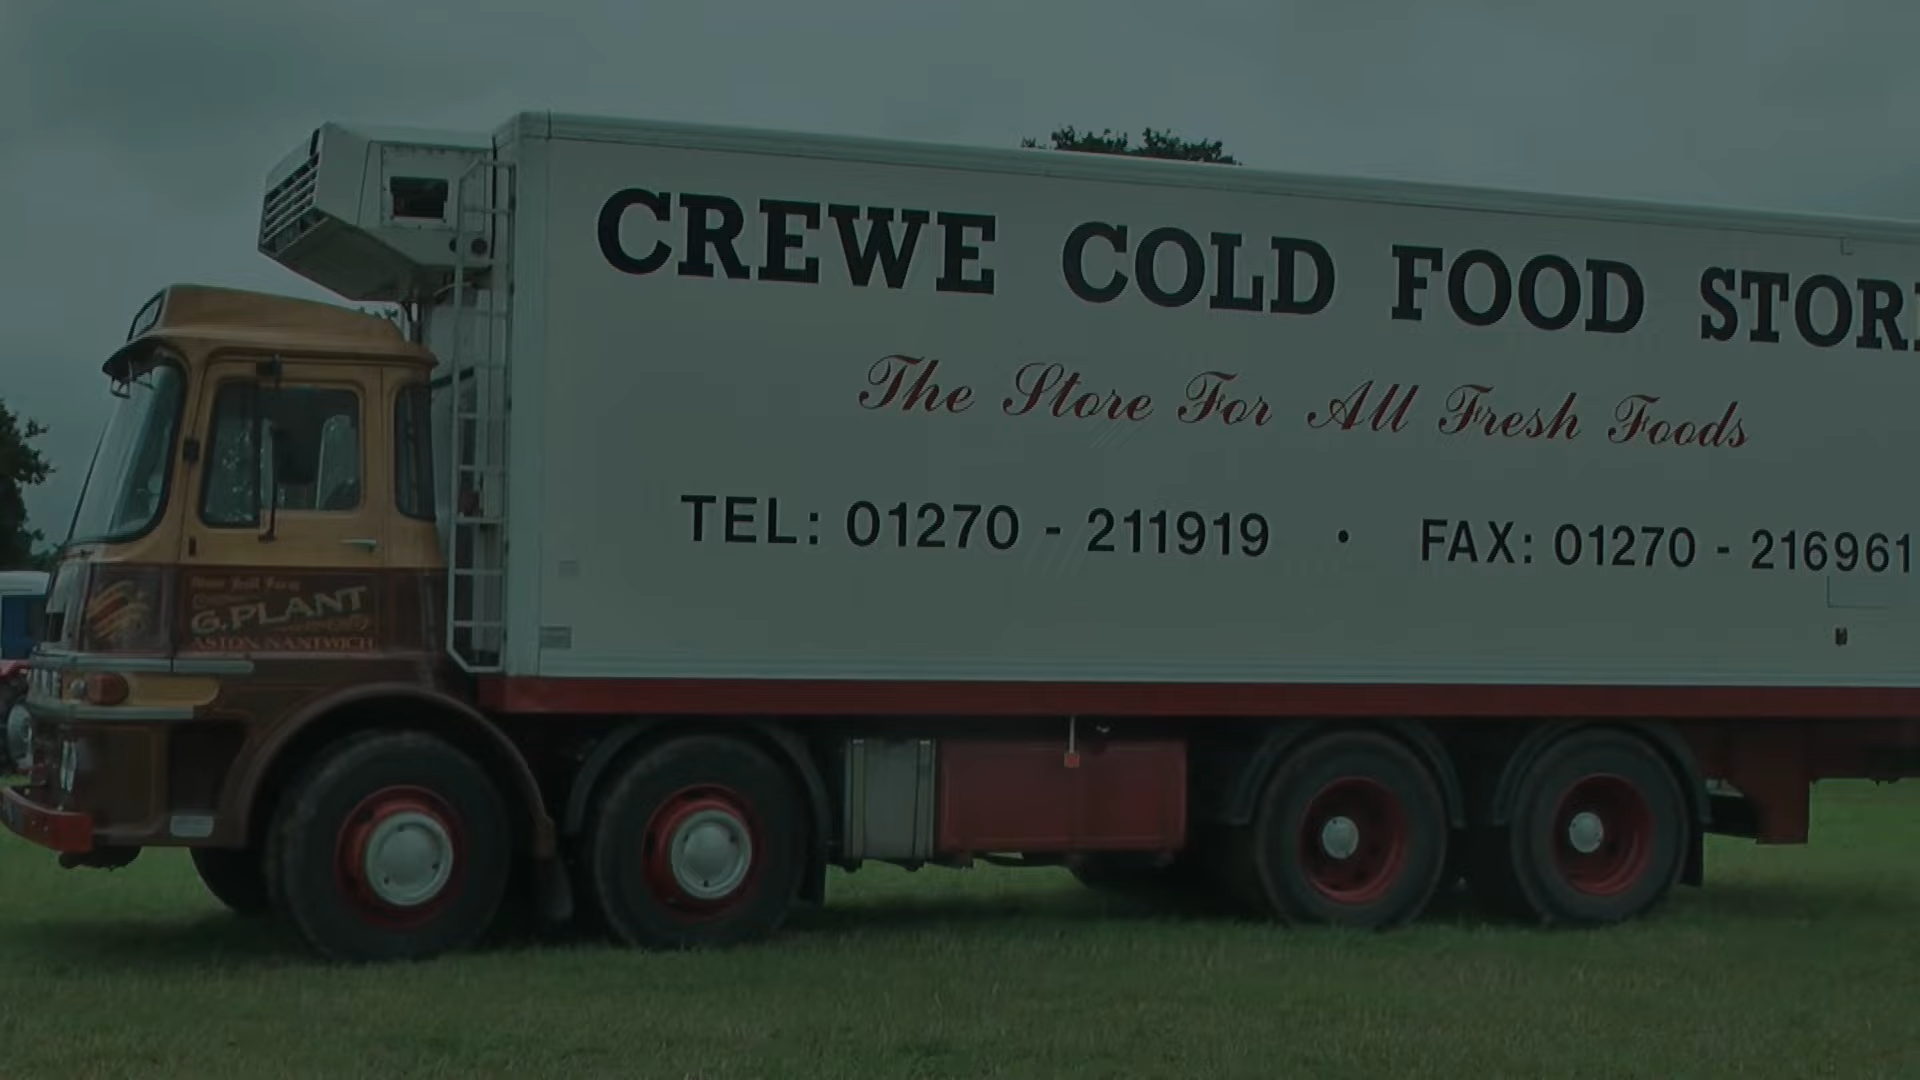 CREWE COLD FOOD STOR
The Store For All Fresh Foods
TEL: 01270 - 211919 • FAX: 01270 - 216961
G. PLANT
ASTON NANTWICH